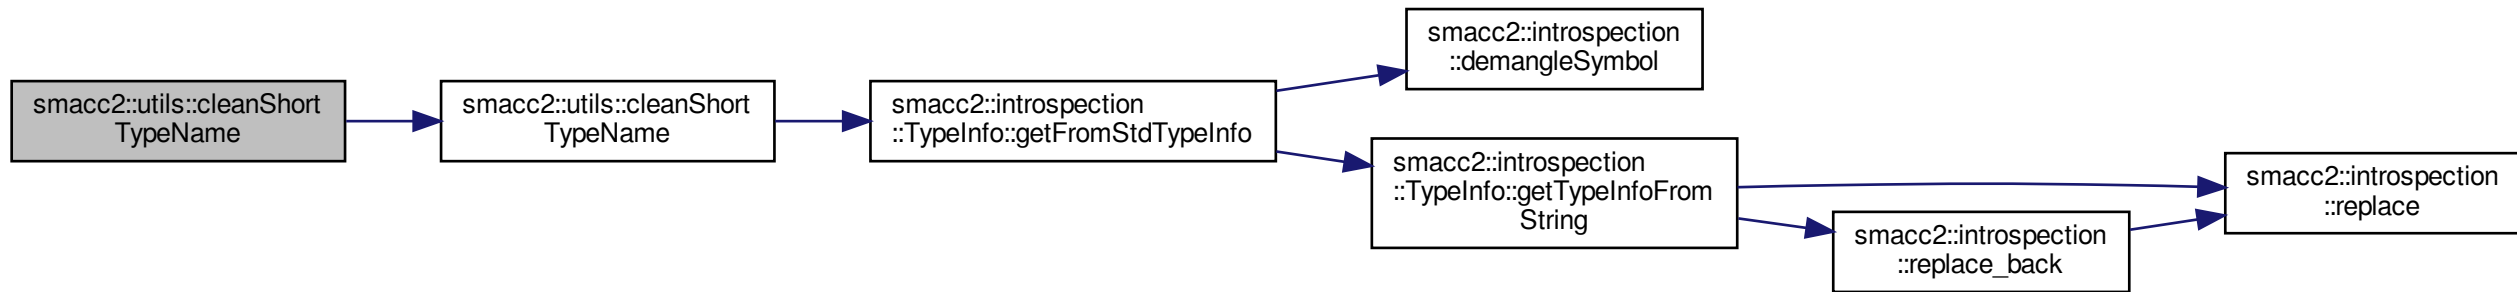 smacc2::utils::cleanShort
TypeName
smacc2::utils::cleanShort
TypeName
smacc2::introspection
::TypeInfo::getFromStdTypeInfo
smacc2::introspection
::demangleSymbol
smacc2::introspection
::TypeInfo::getTypeInfoFrom
String
smacc2::introspection
::replace_back
smacc2::introspection
::replace